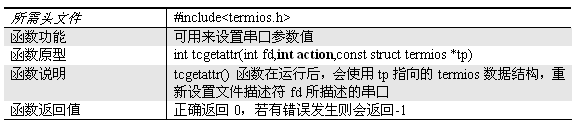 所需头文件 #include<termios.h>
函数功能 可用来设置串口参数值
函数原型 int tcgetattr(int fd,int action,const struct termios *tp)
函数说明 tcgetattr() 函数在运行后，会使用 tp 指向的 termios 数据结构，重
新设置文件描述符 fd 所描述的串口
函数返回值 正确返回 0，若有错误发生则会返回-1